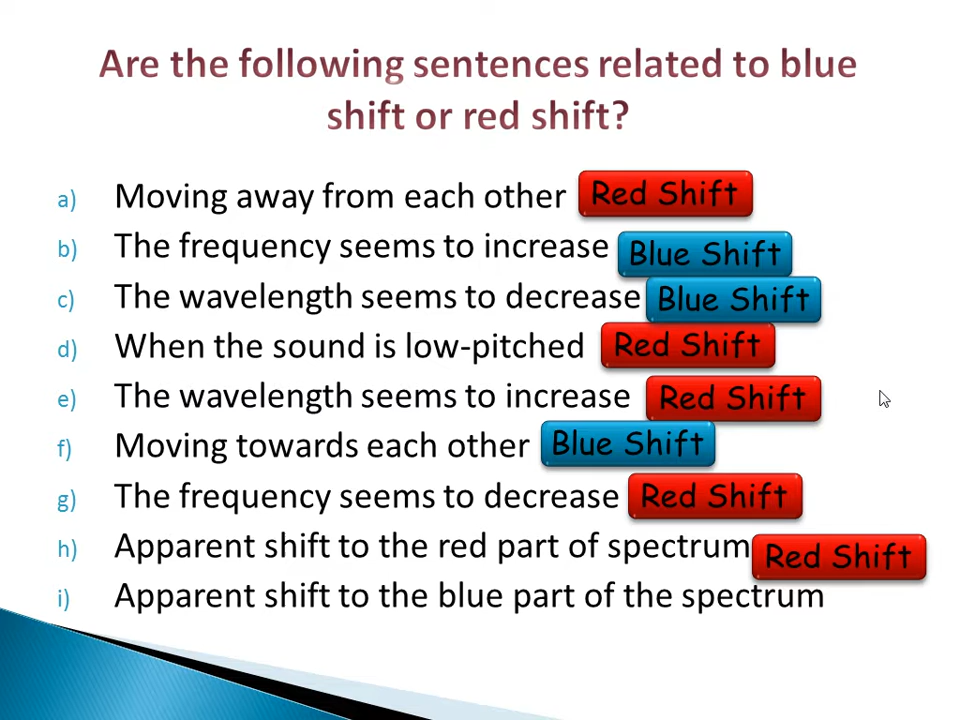 Are the following sentences related to blue
shift or red shift?
a) Moving away from each other Red Shift
b) The frequency seems to increase Blue Shift
c) The wavelength seems to decrease Blue Shift
d) When the sound is low-pitched Red Shift
e) The wavelength seems to increase Red Shift
f) Moving towards each other Blue Shift
g) The frequency seems to decrease Red Shift
h) Apparent shift to the red part of spectrum Red Shift
i) Apparent shift to the blue part of the spectrum